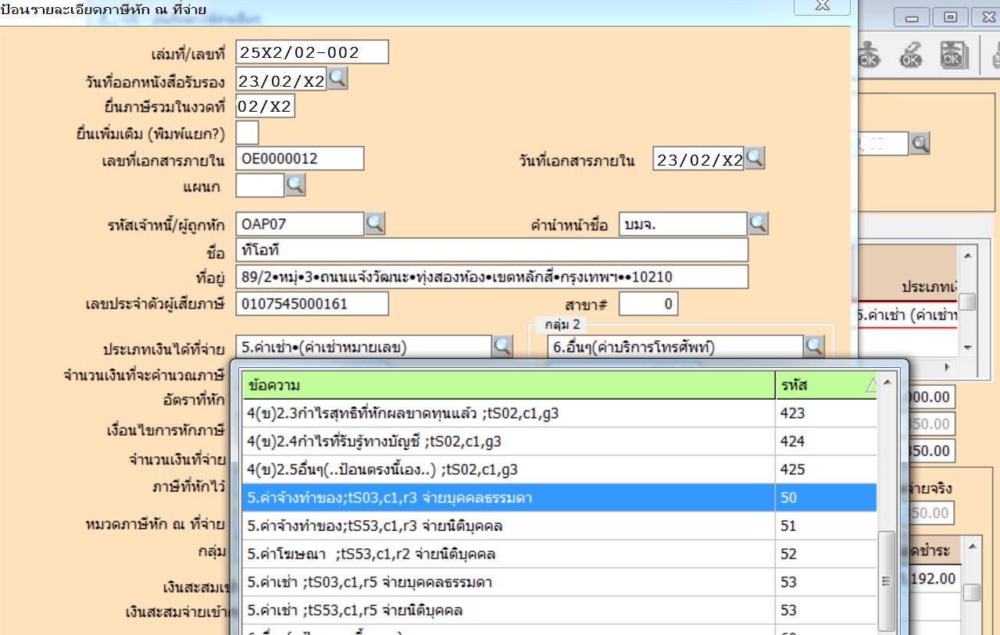 ป้อนรายละเอียดภาษีหัก ณ ที่จ่าย
เล่มที่/เลขที่ 25X2/02-002
วันที่ออกหนังสือรับรอง 23/02/X2
ยื่นภาษีรวมในงวดที่ 02/X2
ยื่นเพิ่มเติม (พิมพ์แยก?)
เลขที่เอกสารภายใน OE0000012 วันที่เอกสารภายใน 23/02/X2
แผนก
รหัสเจ้าหนี้/ผู้ถูกหัก OAP07 คำนำหน้าชื่อ บมจ.
ชื่อ ทีโอที
ที่อยู่ 89/2•หมู่•3•ถนนแจ้งวัฒนะ•ทุ่งสองห้อง•เขตหลักสี่•กรุงเทพฯ••10210
ประเภทเงิ
เลขประจำตัวผู้เสียภาษี 0107545000161 สาขา# 0
5.ค่าเช่า (ค่าเช่าห
กลุ่ม 2
ประเภทเงินได้ที่จ่าย 5.ค่าเช่า•(ค่าเช่าหมายเลข) 6.อื่นๆ(ค่าบริการโทรศัพท์)
จำนวนเงินที่จะคำนวณภาษี
ข้อความ รหัส
อัตราที่หัก
000.00
4(ข)2.3กำไรสุทธิที่หักผลขาดทุนแล้ว ;tS02,c1,g3 423
เงื่อนไขการหักภาษี
350.00
4(ข)2.4กำไรที่รับรู้ทางบัญชี ;tS02,c1,g3 424
จำนวนเงินที่จ่าย
350.00
4(ข)2.5อื่นๆ(..ป้อนตรงนี้เอง..) ;tS02,c1,g3 425
ภาษีที่หักไว้
จ่ายจริง
5.ค่าจ้างทำของ;tS03,c1,r3 จ่ายบุคคลธรรมดา 50
350.00
หมวดภาษีหัก ณ ที่จ่าย
5.ค่าจ้างทำของ;tS53,c1,r3 จ่ายนิติบุคคล 51
กลุ่ม
5.ค่าโฆษณา ;tS53,c1,r2 จ่ายนิติบุคคล 52
ดชำระ
เงินสะสมเข
5.ค่าเช่า ;tS03,c1,r5 จ่ายบุคคลธรรมดา 53
192.00
เงินสะสมจ่ายเข้า
5.ค่าเช่า ;tS53,c1,r5 จ่ายนิติบุคคล 53